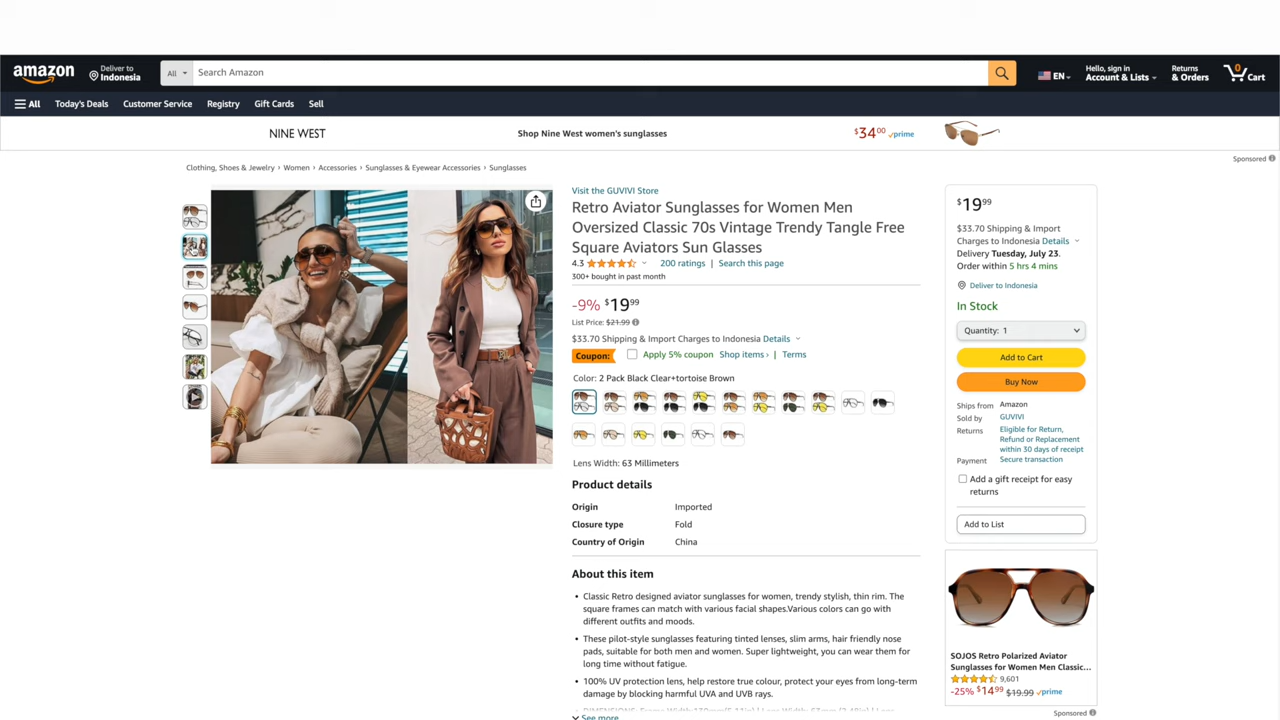 amazon
Deliver to
Indonesia
All
Search Amazon
EN
Hello, sign in
Account & Lists
Returns
& Orders
0
Cart
All
Today's Deals
Customer Service
Registry
Gift Cards
Sell
NINE WEST
Shop Nine West women's sunglasses
$3400 prime
Sponsored
Clothing, Shoes & Jewelry › Women › Accessories › Sunglasses & Eyewear Accessories › Sunglasses
Visit the GUVIVI Store
Retro Aviator Sunglasses for Women Men
Oversized Classic 70s Vintage Trendy Tangle Free
Square Aviators Sun Glasses
4.3 200 ratings | Search this page
300+ bought in past month
-9% $1999
List Price: $21.99
$33.70 Shipping & Import Charges to Indonesia Details
Coupon: Apply 5% coupon Shop items › | Terms
Color: 2 Pack Black Clear+tortoise Brown
Lens Width: 63 Millimeters
Product details
Origin Imported
Closure type Fold
Country of Origin China
About this item
• Classic Retro designed aviator sunglasses for women, trendy stylish, thin rim. The
square frames can match with various facial shapes.Various colors can go with
different outfits and moods.
• These pilot-style sunglasses featuring tinted lenses, slim arms, hair friendly nose
pads, suitable for both men and women. Super lightweight, you can wear them for
long time without fatigue.
• 100% UV protection lens, help restore true colour, protect your eyes from long-term
damage by blocking harmful UVA and UVB rays.
See more
$1999
$33.70 Shipping & Import
Charges to Indonesia Details
Delivery Tuesday, July 23.
Order within 5 hrs 4 mins
Deliver to Indonesia
In Stock
Quantity: 1
Add to Cart
Buy Now
Ships from Amazon
Sold by GUVIVI
Returns Eligible for Return,
Refund or Replacement
within 30 days of receipt
Payment Secure transaction
Add a gift receipt for easy
returns
Add to List
SOJOS Retro Polarized Aviator
Sunglasses for Women Men Classic...
9,601
-25% $1499 $19.99 prime
Sponsored